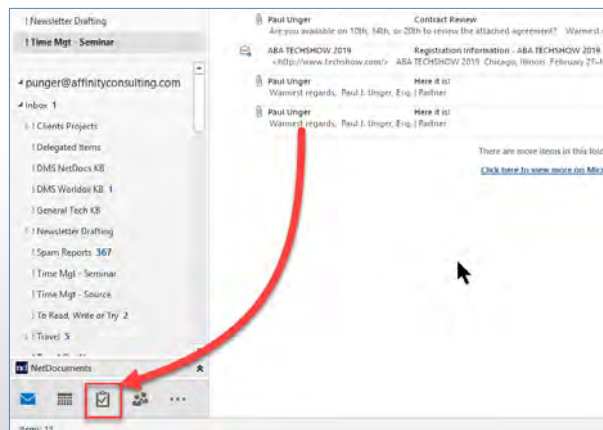 ! Newsletter Drafting
! Time Mgt - Seminar
punger@affinityconsulting.com
Inbox 1
! Clients Projects
! Delegated Items
! DMS NetDocs KB
! DMS Worldox KB 1
! General Tech KB
! Newsletter Drafting
! Spam Reports 367
! Time Mgt - Seminar
! Time Mgt - Source
! To Read, Write or Try 2
! Travel 5
nd NetDocuments
Items: 11
Paul Unger Contract Review
Are you available on 10th, 14th, or 20th to review the attached agreement? Warmest
ABA TECHSHOW 2019 Registration Information - ABA TECHSHOW 2019
<http://www.techshow.com/> ABA TECHSHOW 2019 Chicago, Illinois February 27-
Paul Unger Here it is!
Warmest regards, Paul J. Unger, Esq. | Partner
Paul Unger Here it is!
Warmest regards, Paul J. Unger, Esq. | Partner
There are more items in this fold
Click here to view more on Micr